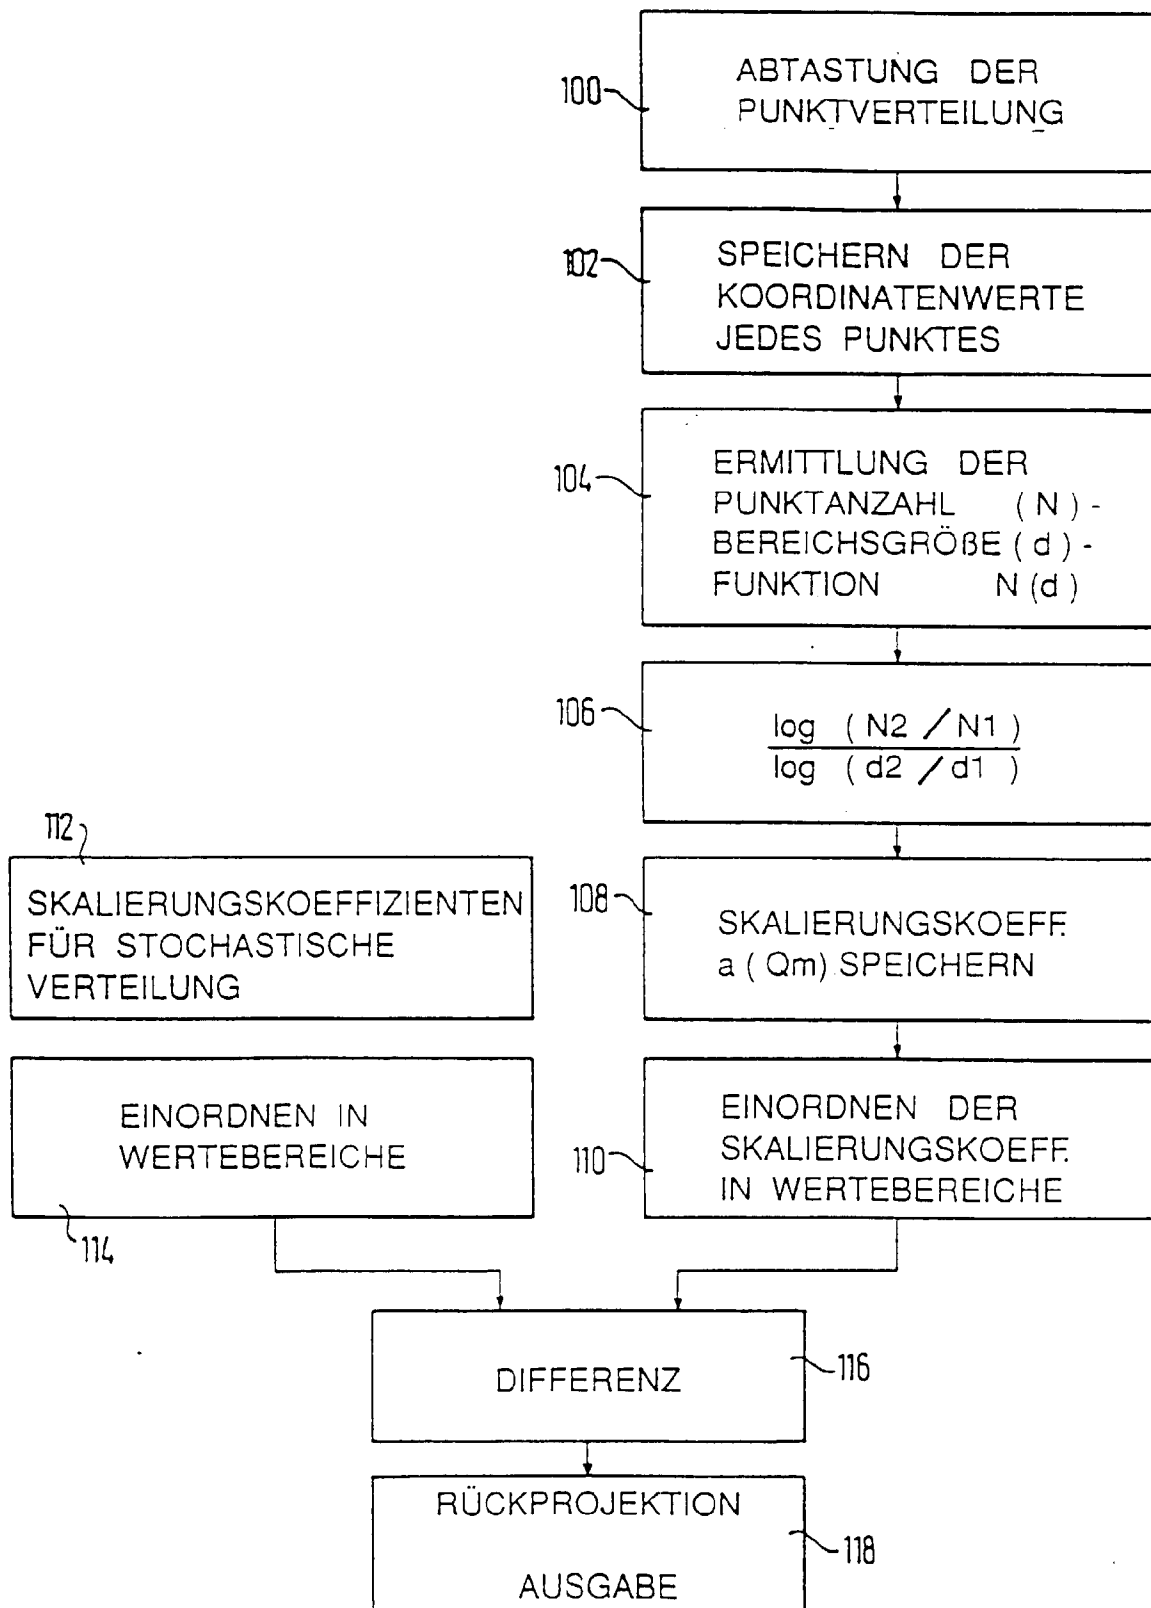 100
ABTASTUNG DER
PUNKTVERTEILUNG
102
SPEICHERN DER
KOORDINATENWERTE
JEDES PUNKTES
104
ERMITTLUNG DER
PUNKTANZAHL (N)-
BEREICHSGRÖßE (d)-
FUNKTION N(d)
106
log (N2/N1)
log (d2/d1)
112
SKALIERUNGSKOEFFIZIENTEN
FÜR STOCHASTISCHE
VERTEILUNG
108
SKALIERUNGSKOEFF.
a(Qm) SPEICHERN
EINORDNEN IN
WERTEBEREICHE
114
110
EINORDNEN DER
SKALIERUNGSKOEFF.
IN WERTEBEREICHE
DIFFERENZ
116
RÜCKPROJEKTION
AUSGABE
118